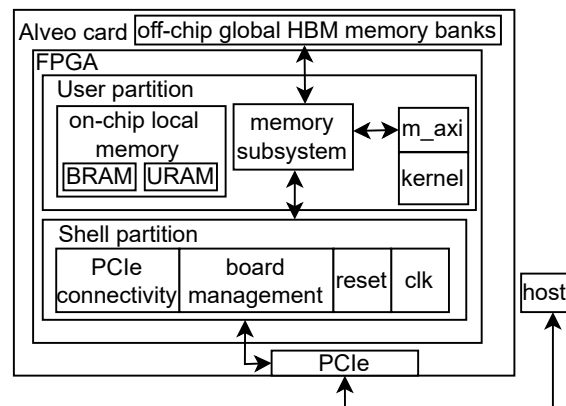 Alveo card
off-chip global HBM memory banks
FPGA
User partition
on-chip local
memory
BRAM
URAM
memory
subsystem
m_axi
kernel
Shell partition
PCIe
connectivity
board
management
reset
clk
host
PCIe